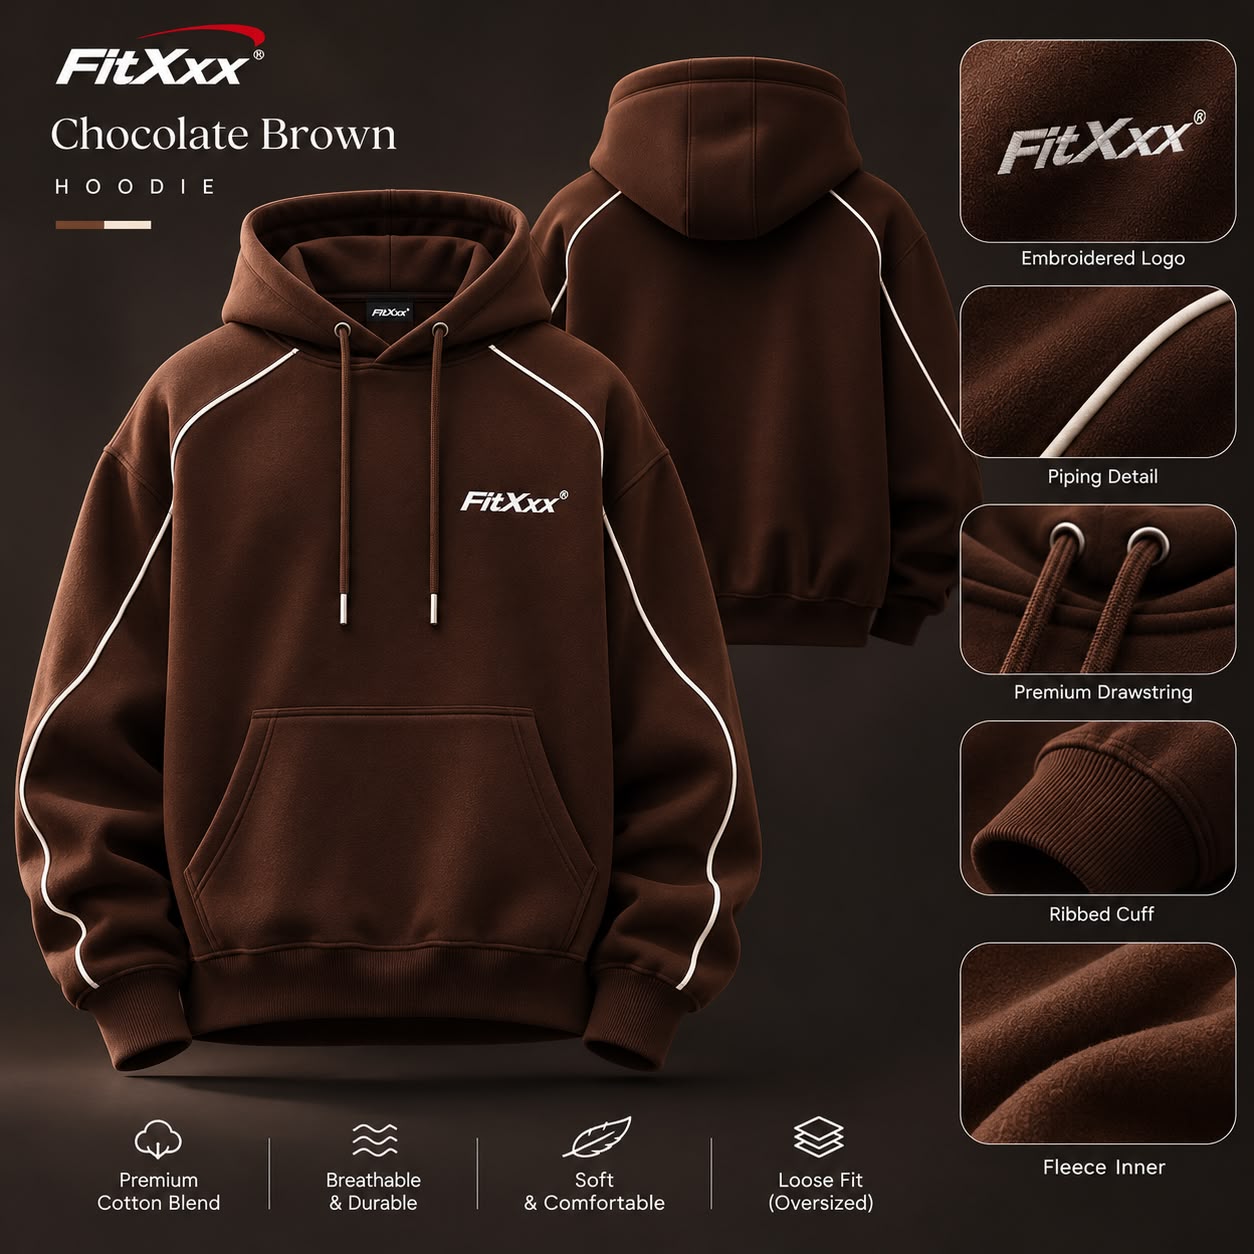 FitXxx®
Chocolate Brown
HOODIE
FitXxx®
FitXxx®
FitXxx®
Embroidered Logo
Piping Detail
Premium Drawstring
Ribbed Cuff
Fleece Inner
Premium
Cotton Blend
Breathable
& Durable
Soft
& Comfortable
Loose Fit
(Oversized)